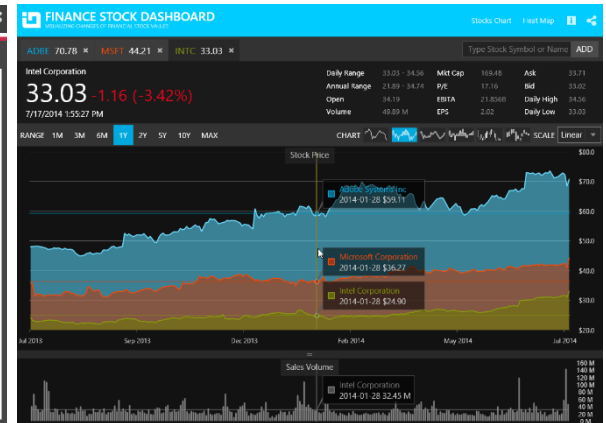 FINANCE STOCK DASHBOARD
VISUALIZING CHANGES OF FINANCIAL STOCK VALUES
Stocks Chart Heat Map
ADBE 70.78 × MSFT 44.21 × INTC 33.03 ×
Type Stock Symbol or Name ADD
Intel Corporation
33.03 -1.16 (-3.42%)
7/17/2014 1:55:27 PM
Daily Range 33.03 - 34.56 Mkt Cap 169.48 Ask 33.71
Annual Range 21.89 - 34.74 P/E 17.16 Bid 33.02
Open 34.19 EBITA 21.856B Daily High 34.56
Volume 49.89 M EPS 2.02 Daily Low 33.03
RANGE 1M 3M 6M 1Y 2Y 5Y 10Y MAX
CHART SCALE Linear
Stock Price
$80.0
$70.0
$60.0
$50.0
$40.0
$30.0
$20.0
Adobe Systems Inc
2014-01-28 $59.11
Microsoft Corporation
2014-01-28 $36.27
Intel Corporation
2014-01-28 $24.90
Jul 2013 Sep 2013 Dec 2013 Feb 2014 May 2014 Jul 2014
Sales Volume
160 M
140 M
120 M
100 M
80 M
60 M
40 M
20 M
0 M
Intel Corporation
2014-01-28 32.45 M